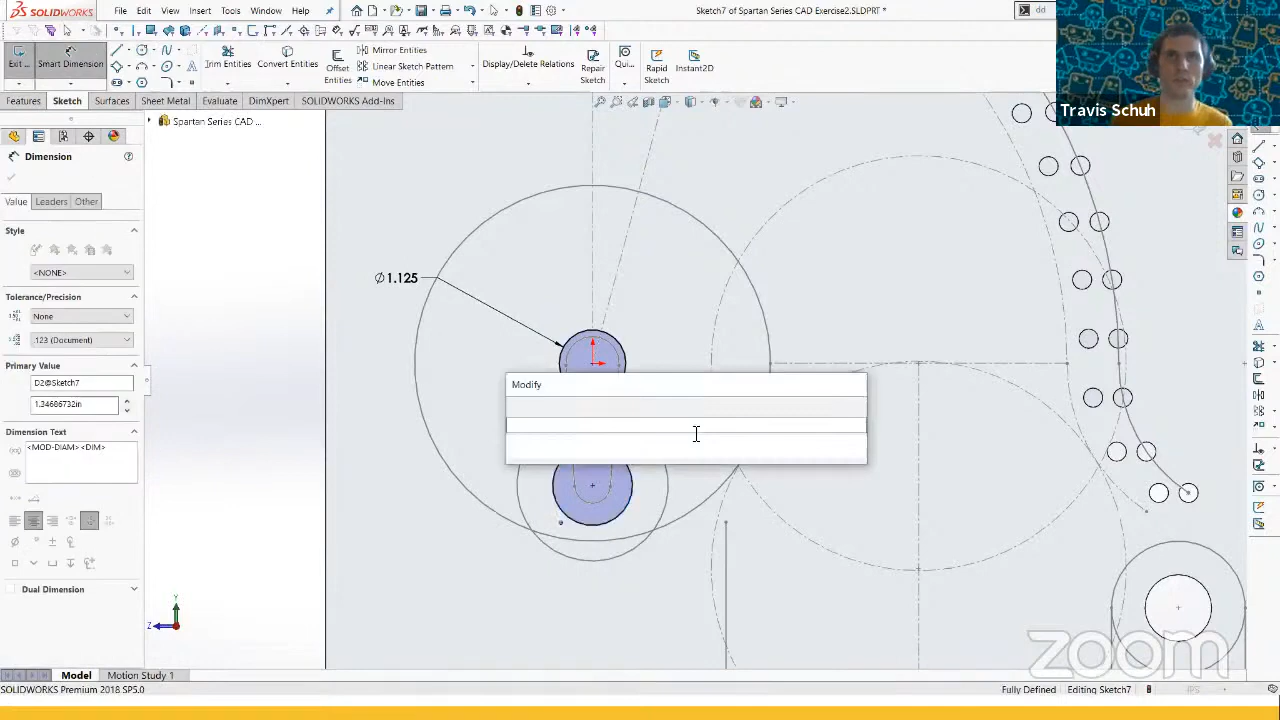 SOLIDWORKS
File Edit View Insert Tools Window Help
Sketch7 of Spartan Series CAD Exercise2.SLDPRT *
dd
Exit... Smart Dimension Trim Entities Convert Entities Offset Entities Mirror Entities Linear Sketch Pattern Move Entities Display/Delete Relations Repair Sketch Qui... Rapid Sketch Instant2D
Travis Schuh
Features Sketch Surfaces Sheet Metal Evaluate DimXpert SOLIDWORKS Add-Ins
Spartan Series CAD ...
Dimension
Value Leaders Other
Style
<NONE>
Tolerance/Precision
None
.123 (Document)
Primary Value
D2@Sketch7
1.34686732in
Dimension Text
<MOD-DIAM><DIM>
Dual Dimension
Ø1.125
Modify
Y
Z
zoom
Model Motion Study 1
SOLIDWORKS Premium 2018 SP5.0
Fully Defined Editing Sketch7 IPS